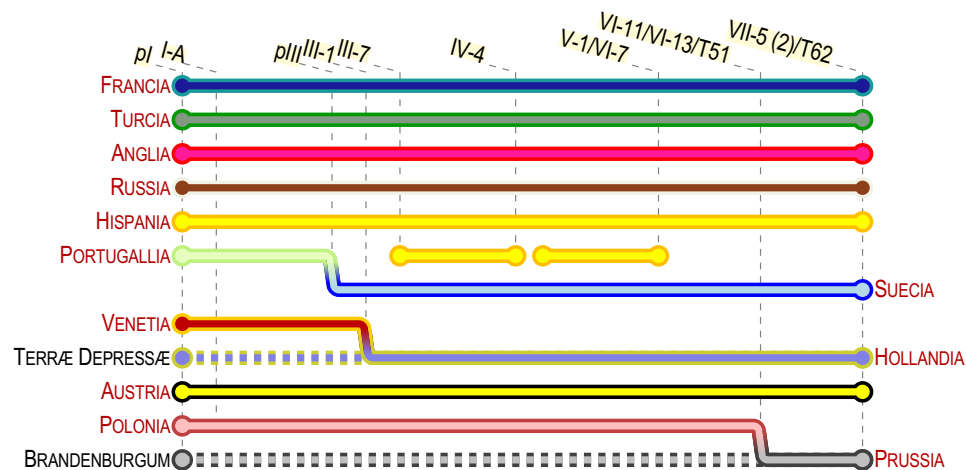 pI
I-A
pIII
III-1
III-7
IV-4
V-1/VI-7
VI-11/VI-13/T51
VII-5 (2)/T62
FRANCIA
TURCIA
ANGLIA
RUSSIA
HISPANIA
PORTUGALLIA
SUECIA
VENETIA
TERRÆ DEPRESSÆ
HOLLANDIA
AUSTRIA
POLONIA
BRANDENBURGUM
PRUSSIA